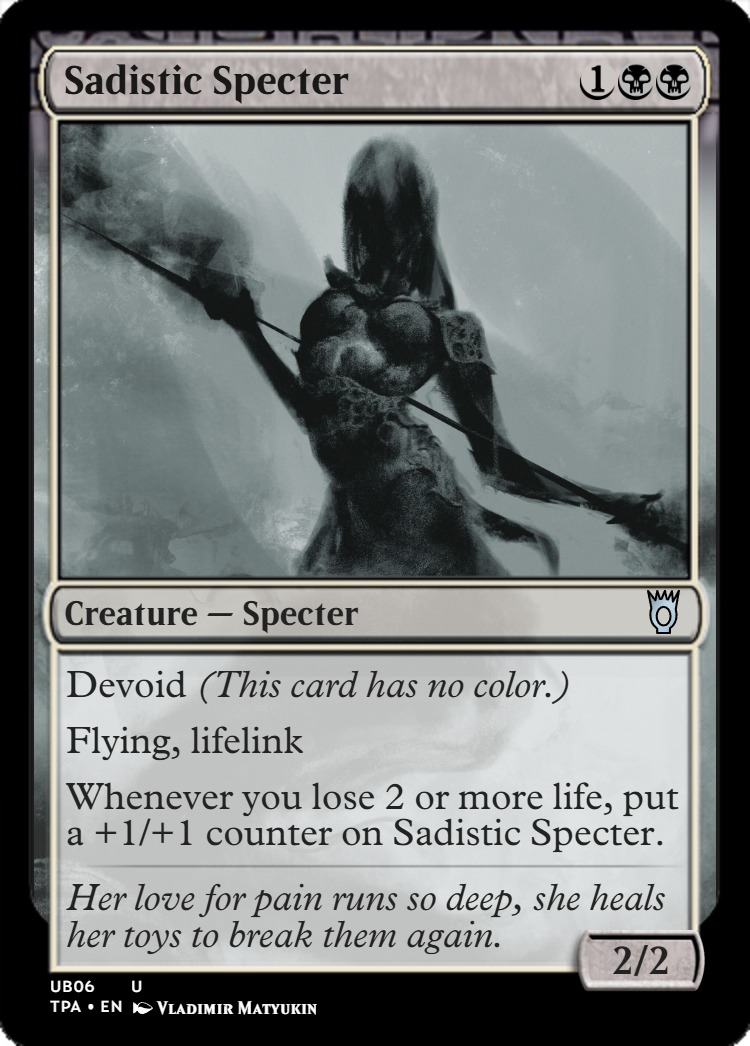 Sadistic Specter 1
Creature — Specter
Devoid (This card has no color.)
Flying, lifelink
Whenever you lose 2 or more life, put
a +1/+1 counter on Sadistic Specter.
Her love for pain runs so deep, she heals
her toys to break them again.
2/2
UB06 U
TPA • EN Vladimir Matyukin